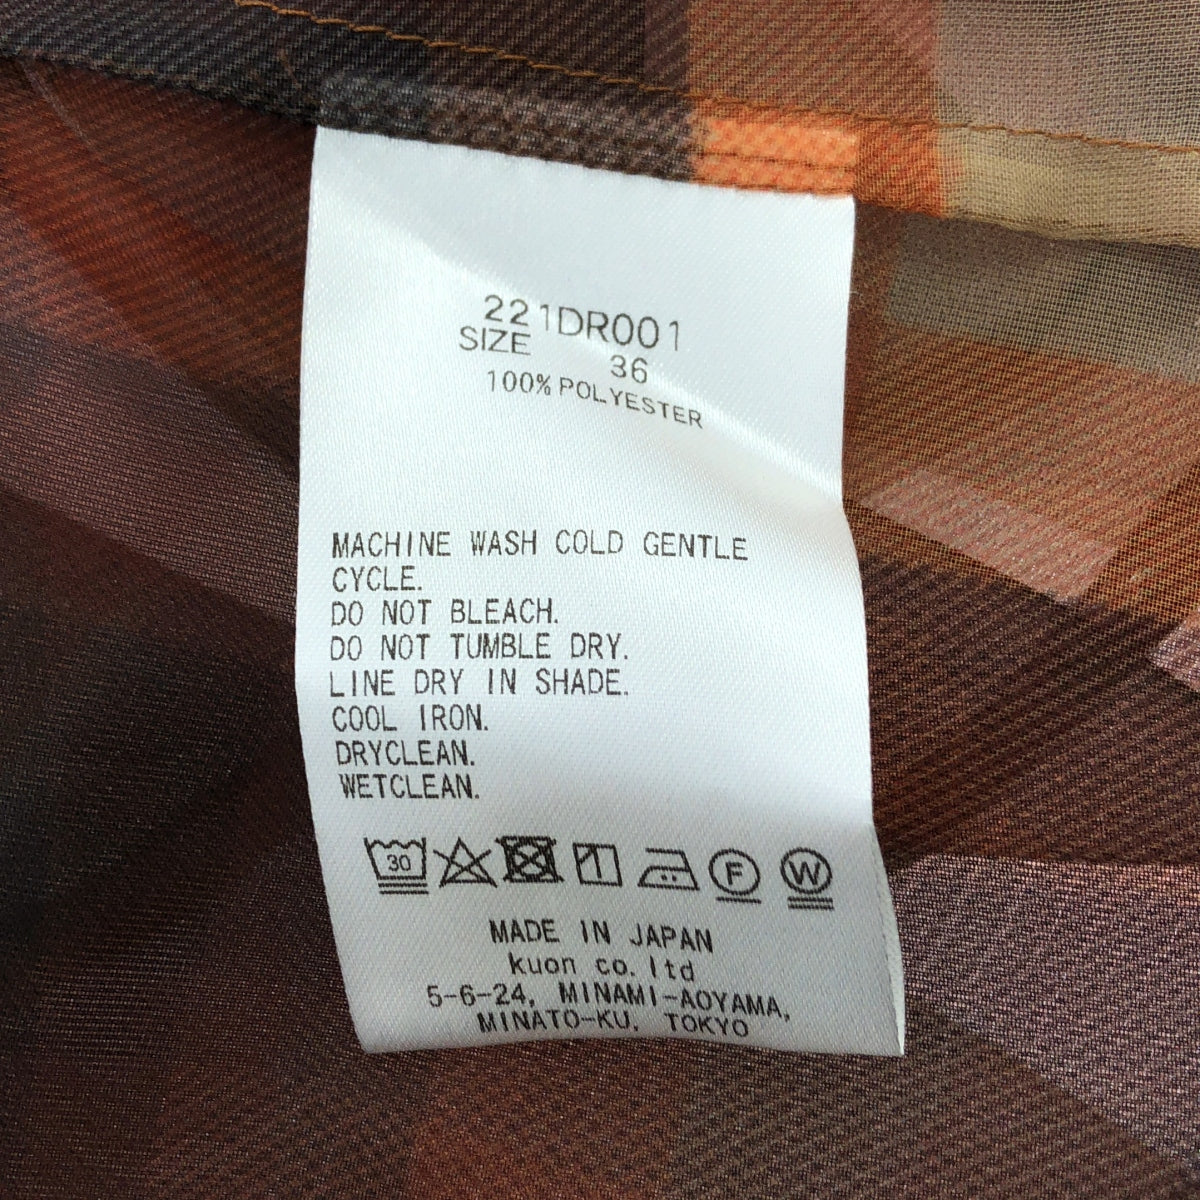 221DR001
SIZE 36
100% POLYESTER
MACHINE WASH COLD GENTLE
CYCLE.
DO NOT BLEACH.
DO NOT TUMBLE DRY.
LINE DRY IN SHADE.
COOL IRON.
DRYCLEAN.
WETCLEAN.
30 F W
MADE IN JAPAN
kuon co. ltd
5-6-24, MINAMI-AOYAMA,
MINATO-KU, TOKYO